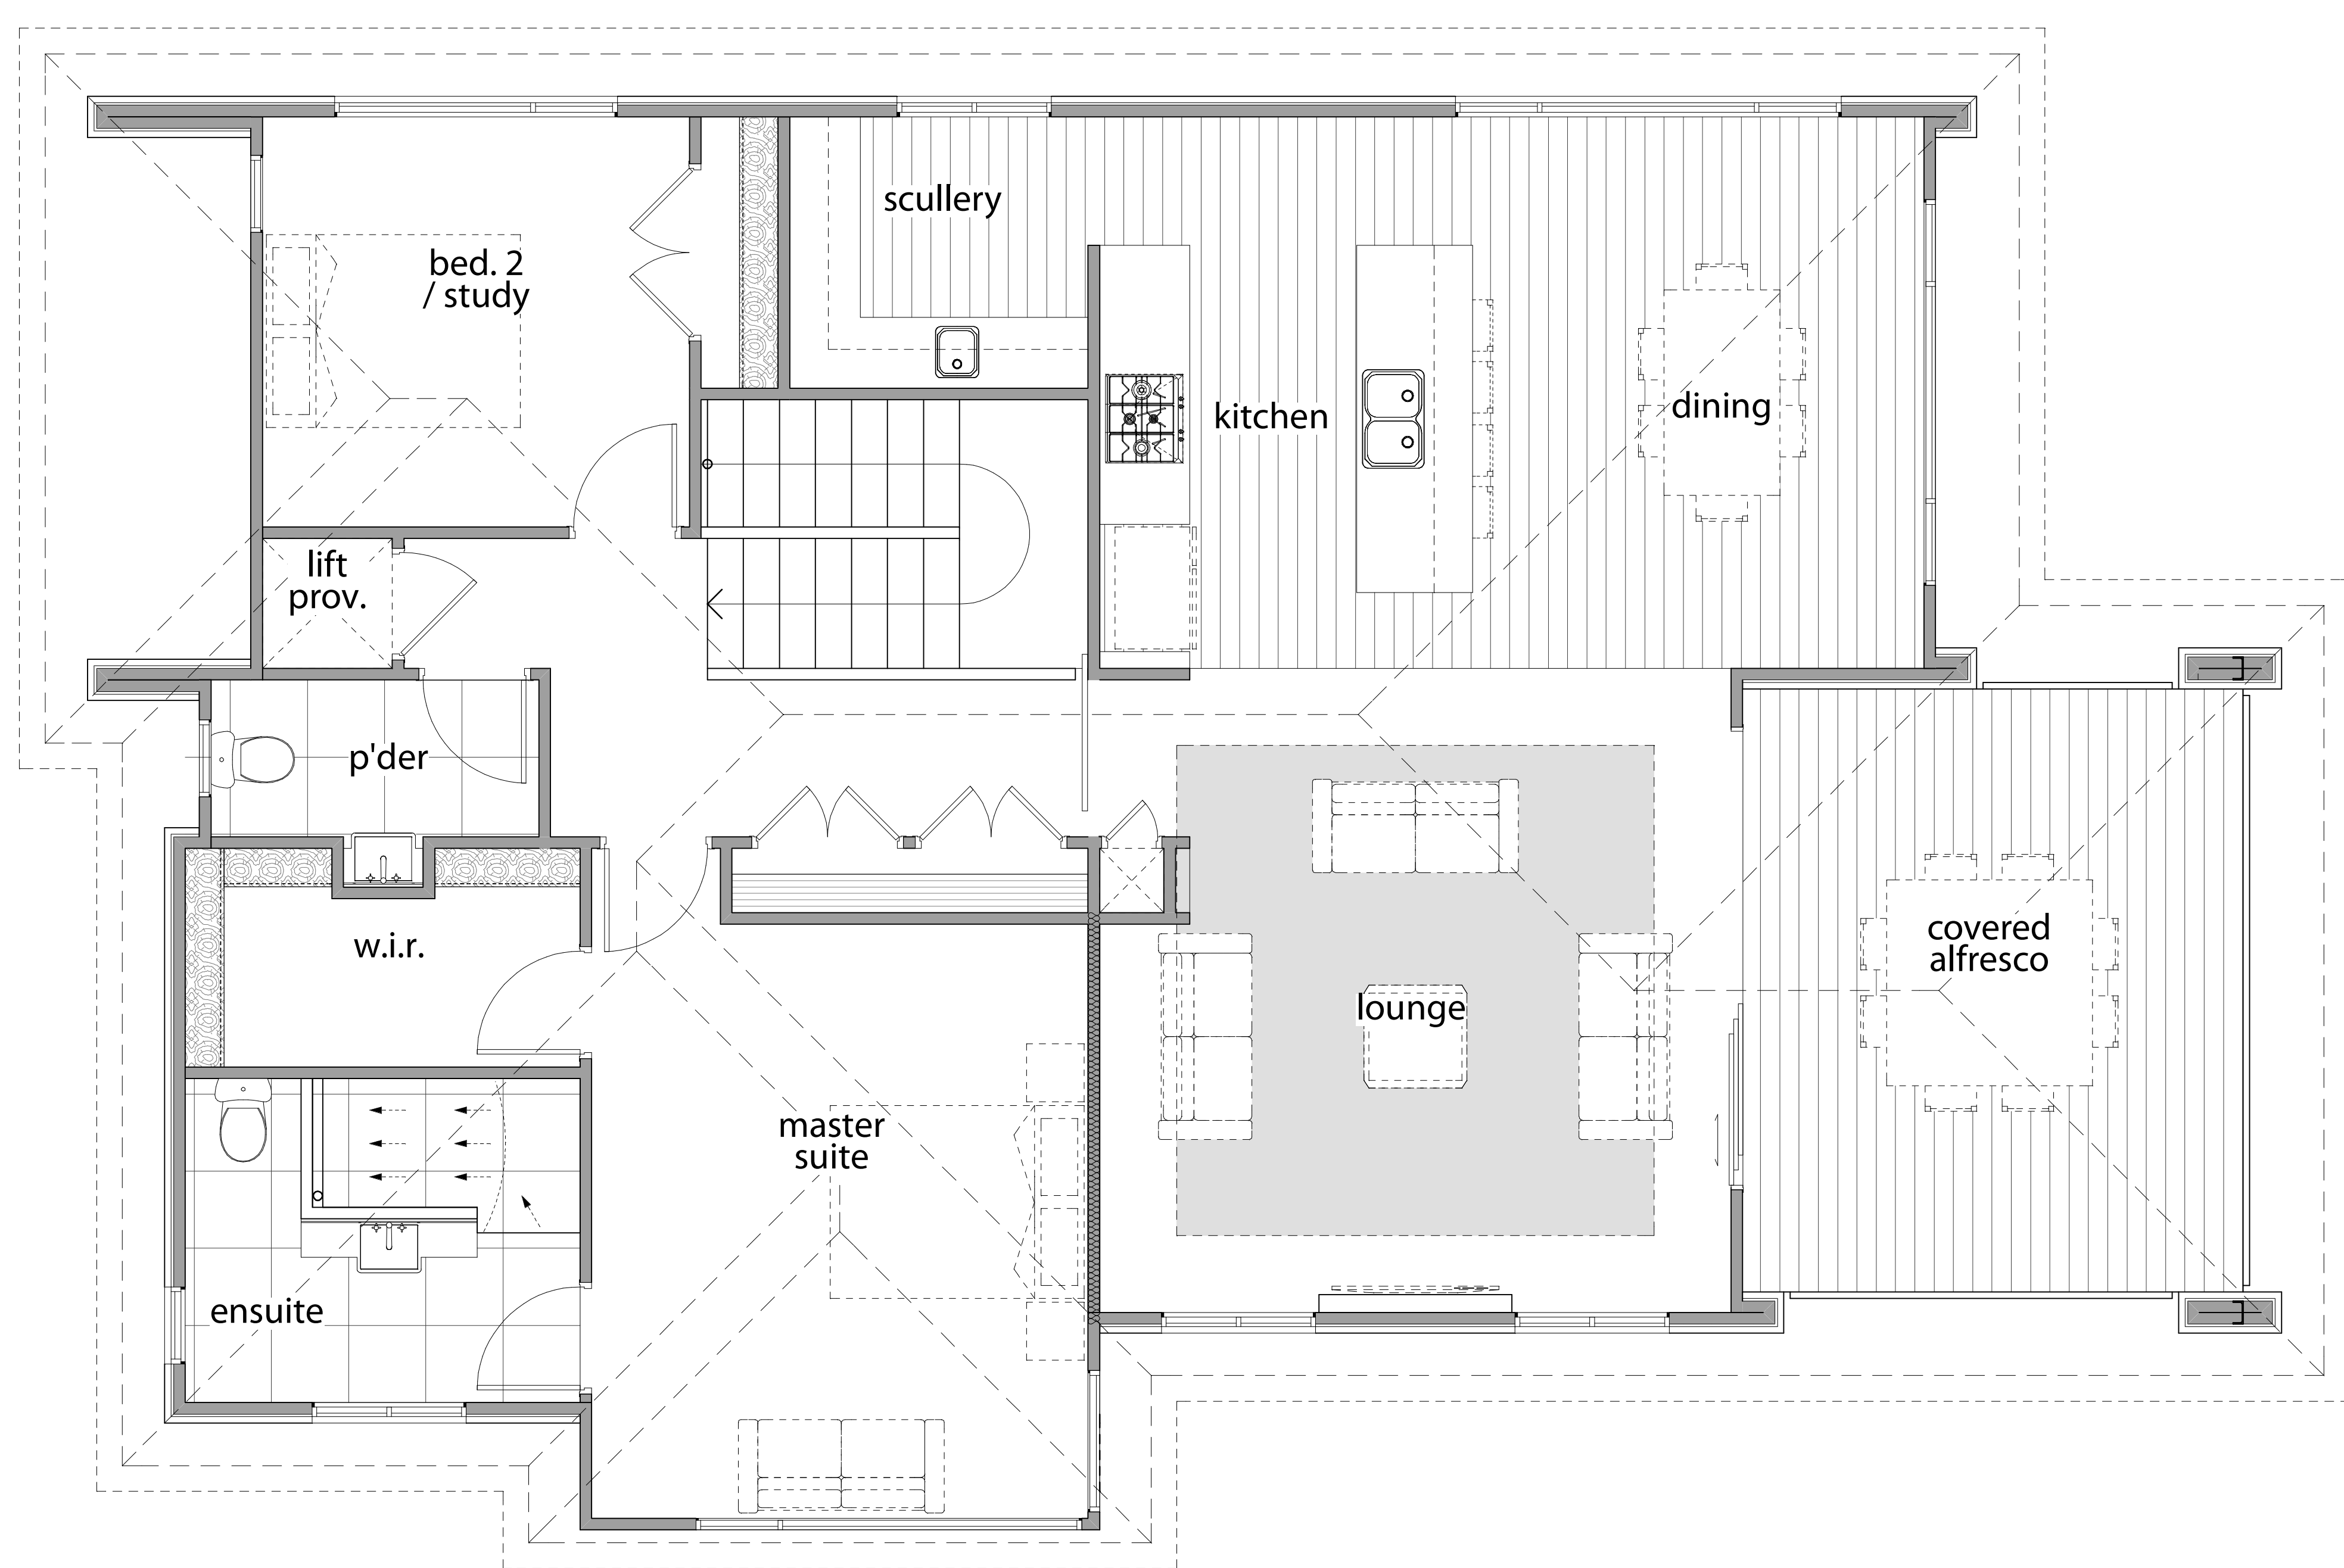 scullery
bed. 2
/ study
kitchen
dining
lift
prov.
p'der
w.i.r.
covered
alfresco
lounge
master
suite
ensuite